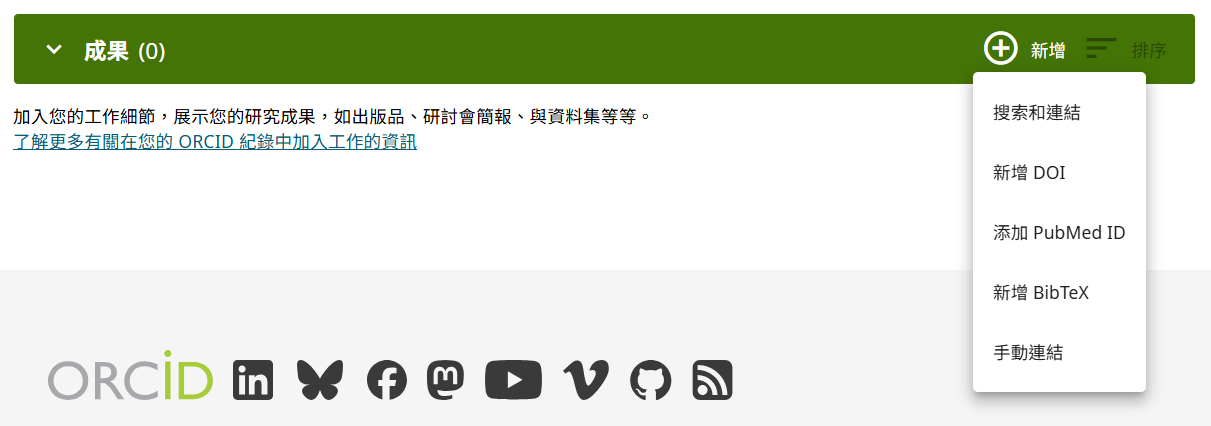 成果 (0)
新增
排序
加入您的工作細節，展示您的研究成果，如出版品、研討會簡報、與資料集等等。
了解更多有關在您的 ORCID 紀錄中加入工作的資訊
搜索和連結
新增 DOI
添加 PubMed ID
新增 BibTeX
手動連結
ORCID